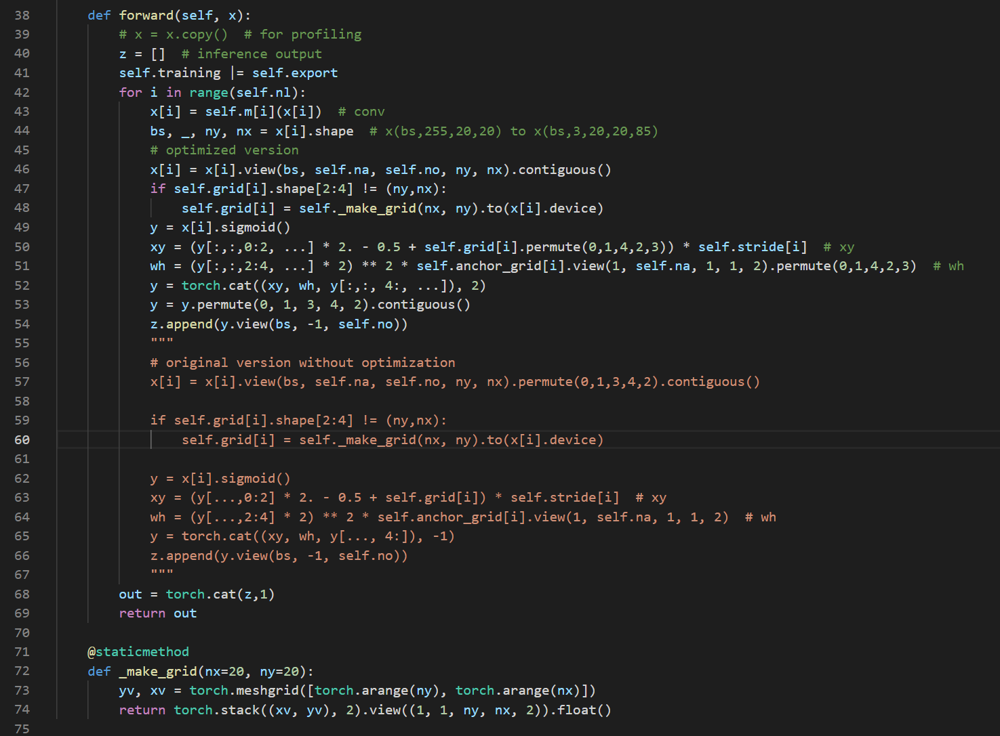 38 def forward(self, x):
39 # x = x.copy()  # for profiling
40 z = []  # inference output
41 self.training |= self.export
42 for i in range(self.nl):
43 x[i] = self.m[i](x[i])  # conv
44 bs, _, ny, nx = x[i].shape  # x(bs,255,20,20) to x(bs,3,20,20,85)
45 # optimized version
46 x[i] = x[i].view(bs, self.na, self.no, ny, nx).contiguous()
47 if self.grid[i].shape[2:4] != (ny,nx):
48 self.grid[i] = self._make_grid(nx, ny).to(x[i].device)
49 y = x[i].sigmoid()
50 xy = (y[:,:,0:2, ...] * 2. - 0.5 + self.grid[i].permute(0,1,4,2,3)) * self.stride[i]  # xy
51 wh = (y[:,:,2:4, ...] * 2) ** 2 * self.anchor_grid[i].view(1, self.na, 1, 1, 2).permute(0,1,4,2,3)  # wh
52 y = torch.cat((xy, wh, y[:,:, 4:, ...]), 2)
53 y = y.permute(0, 1, 3, 4, 2).contiguous()
54 z.append(y.view(bs, -1, self.no))
55 """
56 # original version without optimization
57 x[i] = x[i].view(bs, self.na, self.no, ny, nx).permute(0,1,3,4,2).contiguous()
58
59 if self.grid[i].shape[2:4] != (ny,nx):
60 self.grid[i] = self._make_grid(nx, ny).to(x[i].device)
61
62 y = x[i].sigmoid()
63 xy = (y[...,0:2] * 2. - 0.5 + self.grid[i]) * self.stride[i]  # xy
64 wh = (y[...,2:4] * 2) ** 2 * self.anchor_grid[i].view(1, self.na, 1, 1, 2)  # wh
65 y = torch.cat((xy, wh, y[..., 4:]), -1)
66 z.append(y.view(bs, -1, self.no))
67 """
68 out = torch.cat(z,1)
69 return out
70
71 @staticmethod
72 def _make_grid(nx=20, ny=20):
73 yv, xv = torch.meshgrid([torch.arange(ny), torch.arange(nx)])
74 return torch.stack((xv, yv), 2).view((1, 1, ny, nx, 2)).float()
75